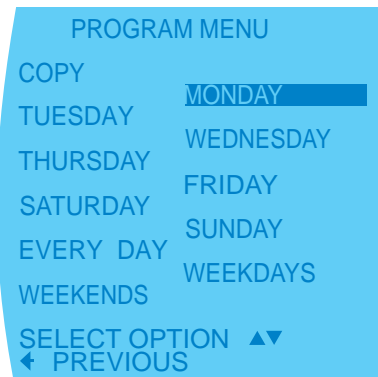 PROGRAM MENU
COPY
MONDAY
TUESDAY
WEDNESDAY
THURSDAY
FRIDAY
SATURDAY
SUNDAY
EVERY DAY
WEEKDAYS
WEEKENDS
SELECT OPTION ▲▼
← PREVIOUS